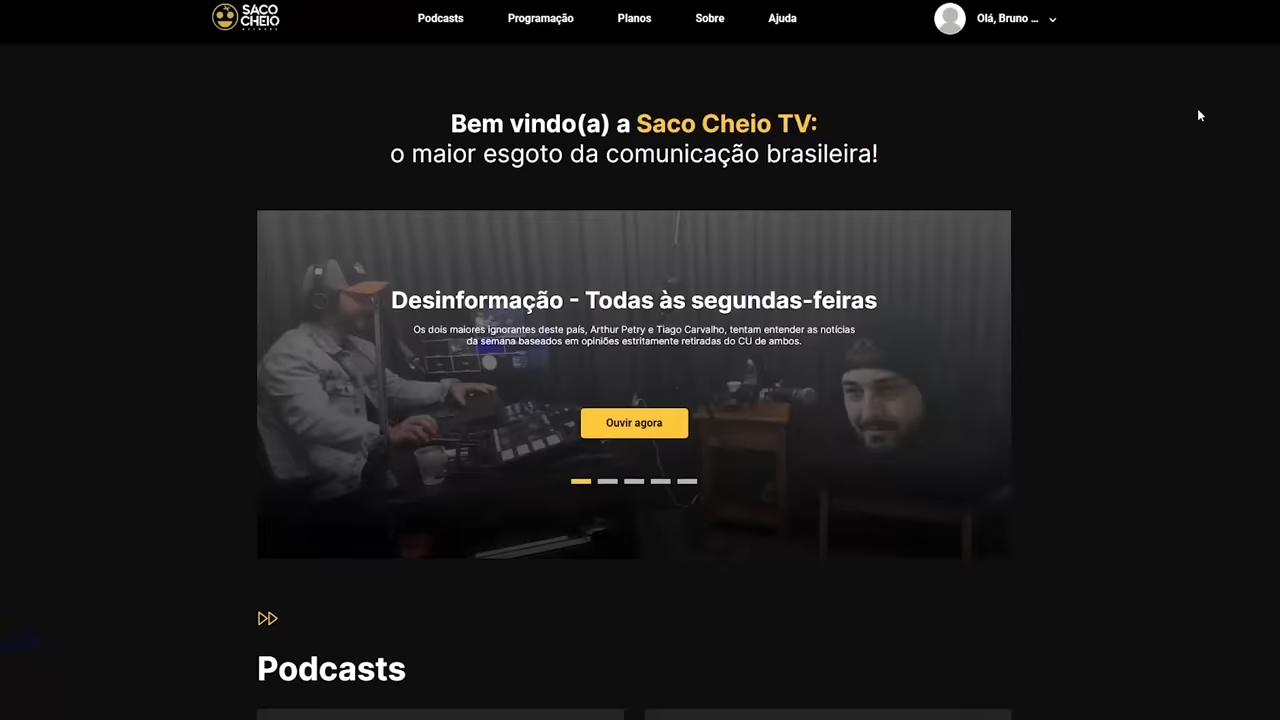 SACO
CHEIO
Podcasts
Programação
Planos
Sobre
Ajuda
Olá, Bruno ...
Bem vindo(a) a Saco Cheio TV:
o maior esgoto da comunicação brasileira!
Desinformação - Todas às segundas-feiras
Os dois maiores ignorantes deste país, Arthur Petry e Tiago Carvalho, tentam entender as notícias
da semana baseados em opiniões estritamente retiradas do CU de ambos.
Ouvir agora
Podcasts